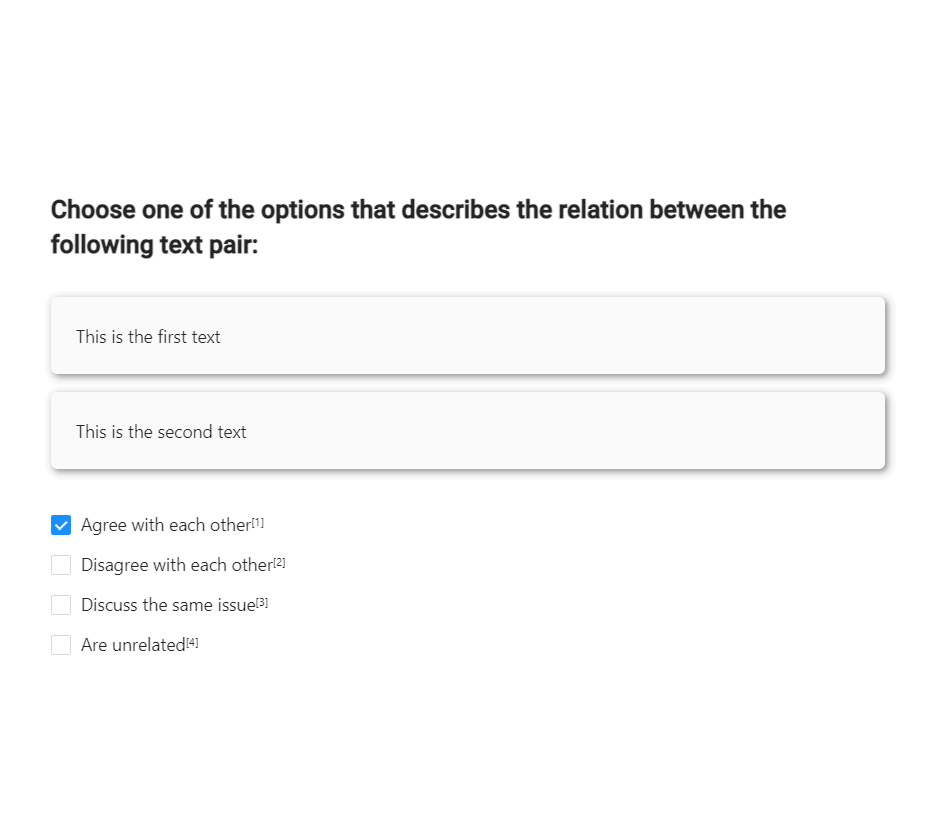 Choose one of the options that describes the relation between the
following text pair:
This is the first text
This is the second text
Agree with each other[1]
Disagree with each other[2]
Discuss the same issue[3]
Are unrelated[4]